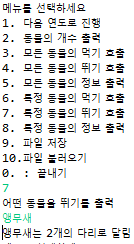 메뉴를 선택하세요
1. 다음 연도로 진행
2. 동물의 개수 출력
3. 모든 동물의 먹기 호출
4. 모든 동물의 뛰기 호출
5. 모든 동물의 정보 출력
6. 특정 동물의 먹기 호출
7. 특정 동물의 뛰기 호출
8. 특정 동물의 정보 출력
9. 파일 저장
10.파일 불러오기
0. : 끝내기
7
어떤 동물을 뛰기를 출력
앵무새
앵무새는 2개의 다리로 달립